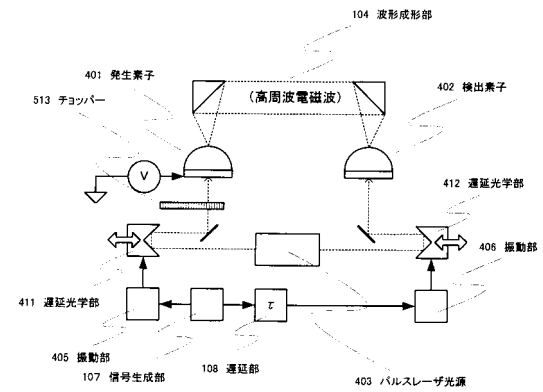 104 波形成形部
401 発生素子
402 検出素子
513 チョッパー
(高周波電磁波)
V
412 遅延光学部
406 振動部
411 遅延光学部
τ
405 振動部
108 遅延部
107 信号生成部
403 パルスレーザ光源